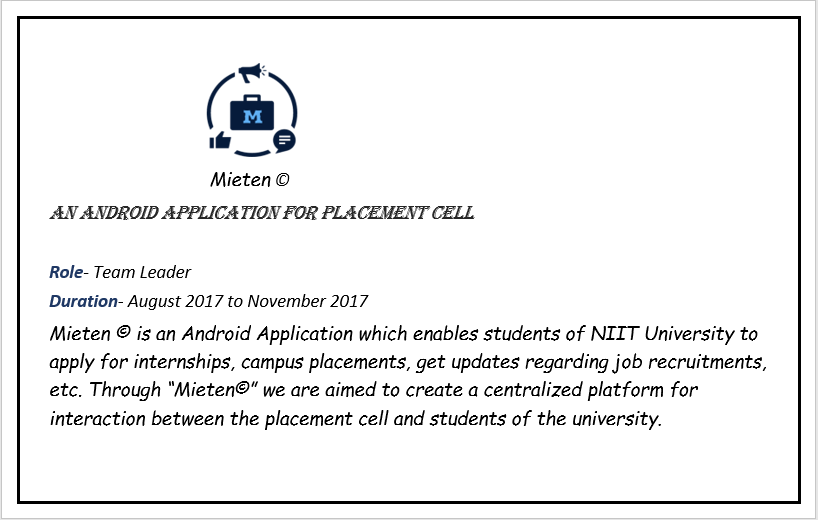 M
Mieten ©
AN ANDROID APPLICATION FOR PLACEMENT CELL
Role- Team Leader
Duration- August 2017 to November 2017
Mieten © is an Android Application which enables students of NIIT University to
apply for internships, campus placements, get updates regarding job recruitments,
etc. Through “Mieten©” we are aimed to create a centralized platform for
interaction between the placement cell and students of the university.